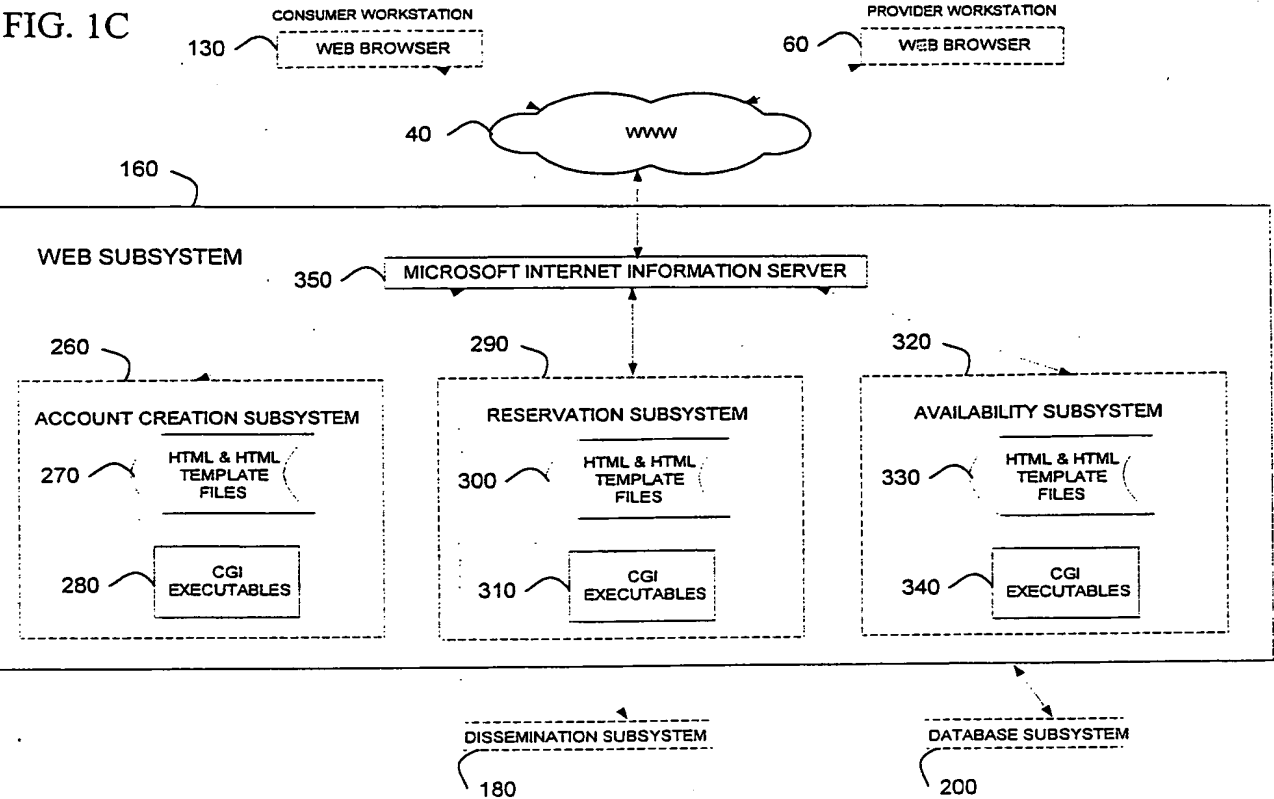 FIG. 1C
CONSUMER WORKSTATION
130
WEB BROWSER
PROVIDER WORKSTATION
60
WEB BROWSER
40
WWW
160
WEB SUBSYSTEM
350
MICROSOFT INTERNET INFORMATION SERVER
260
290
320
ACCOUNT CREATION SUBSYSTEM
270
HTML & HTML
TEMPLATE
FILES
280
CGI
EXECUTABLES
RESERVATION SUBSYSTEM
300
HTML & HTML
TEMPLATE
FILES
310
CGI
EXECUTABLES
AVAILABILITY SUBSYSTEM
330
HTML & HTML
TEMPLATE
FILES
340
CGI
EXECUTABLES
DISSEMINATION SUBSYSTEM
180
DATABASE SUBSYSTEM
200